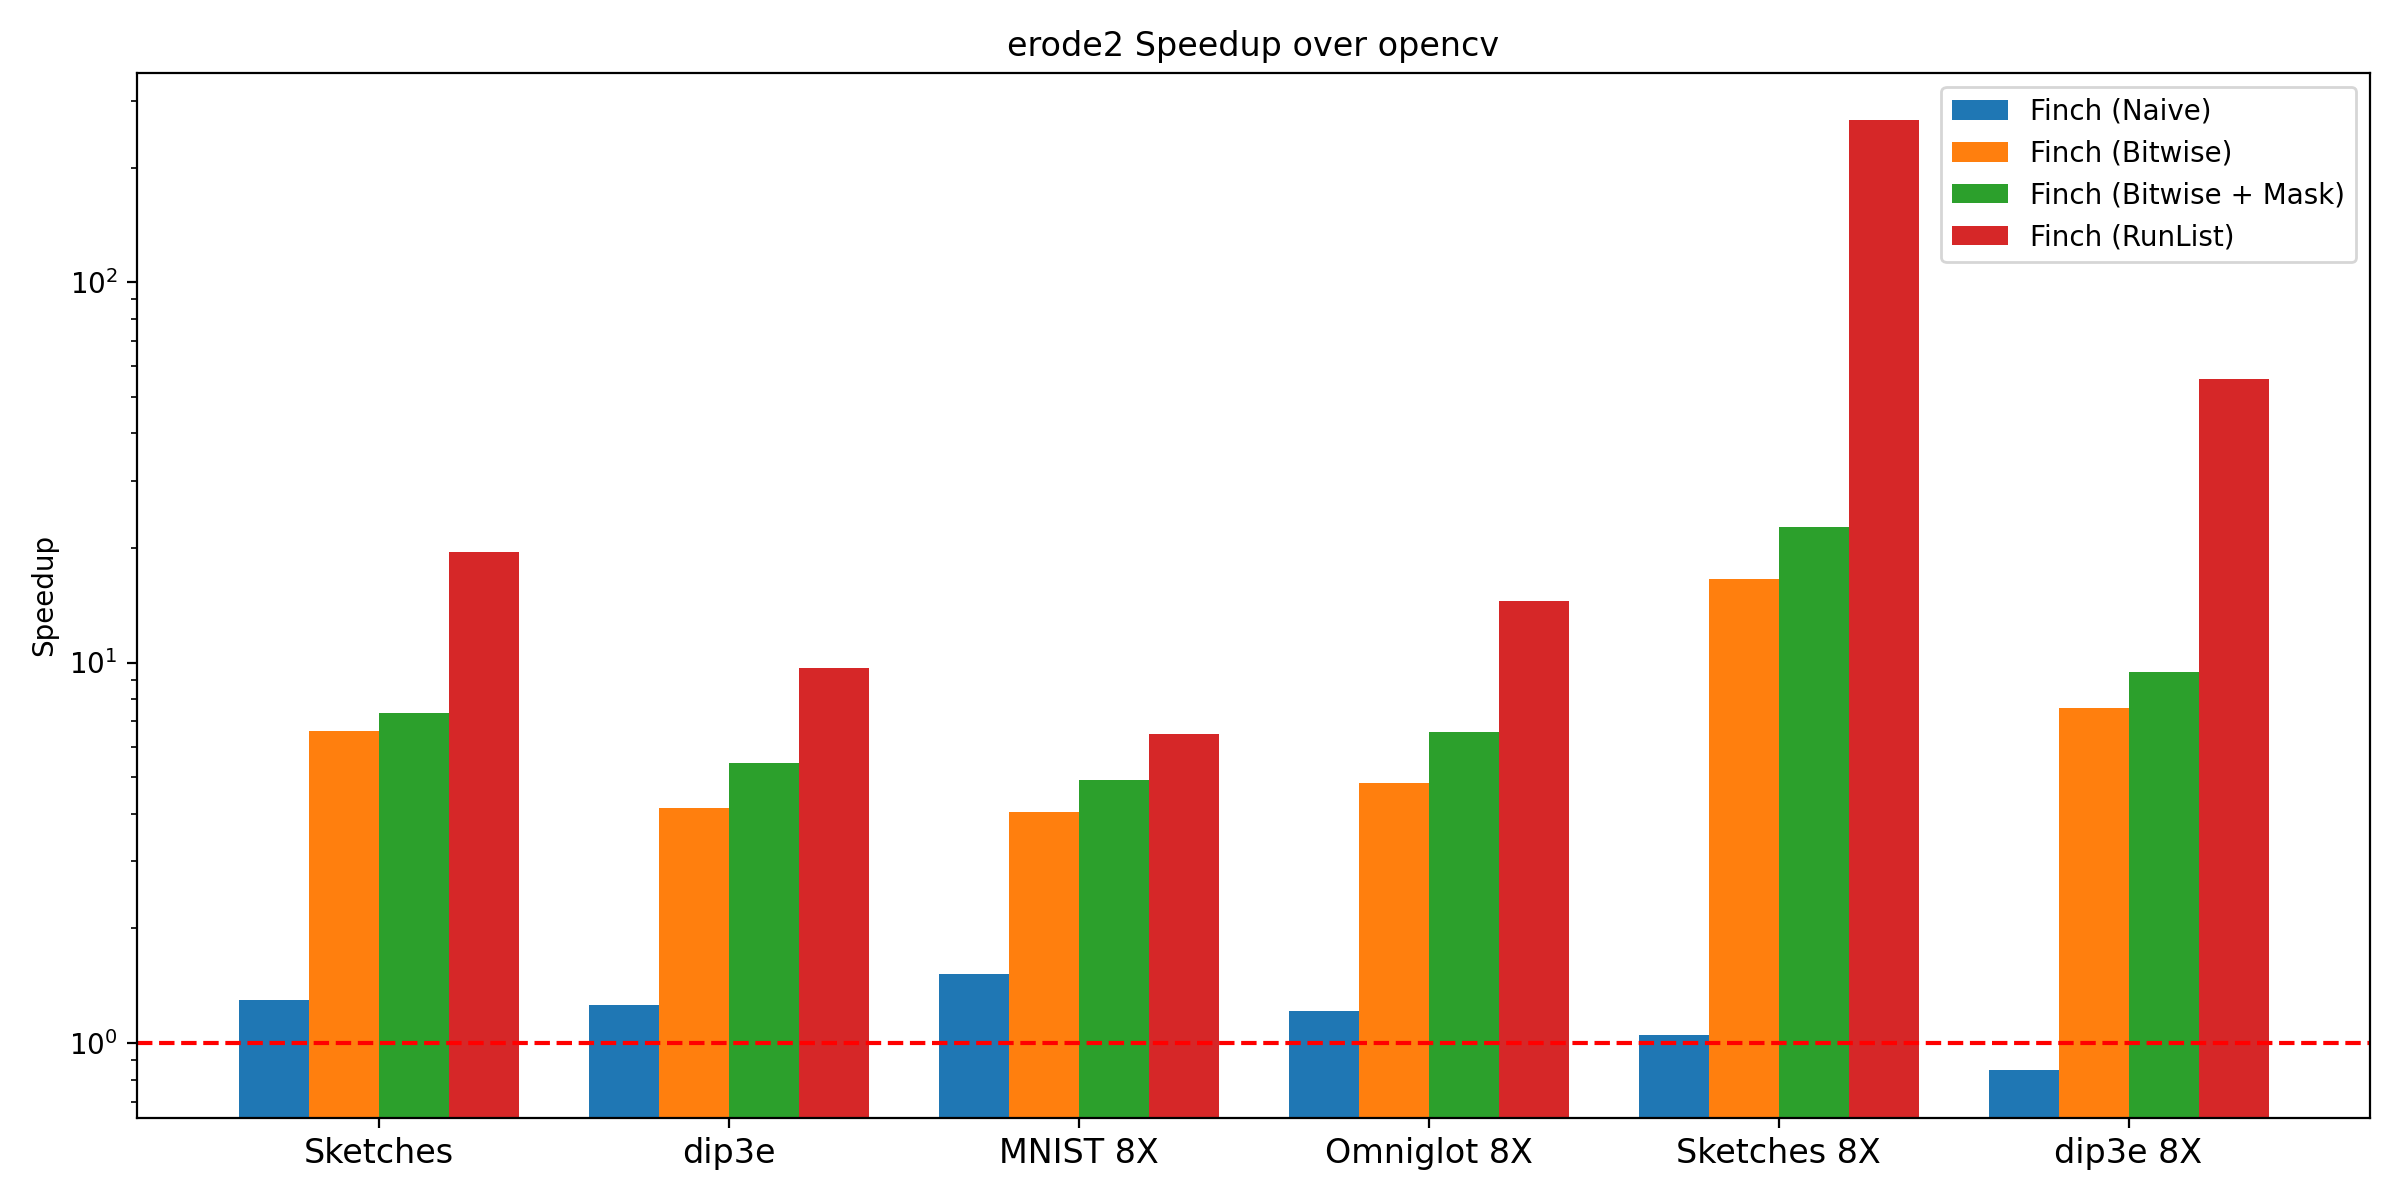 erode2 Speedup over opencv
Finch (Naive)
Finch (Bitwise)
Finch (Bitwise + Mask)
Finch (RunList)
Speedup
10²
10¹
10⁰
Sketches
dip3e
MNIST 8X
Omniglot 8X
Sketches 8X
dip3e 8X